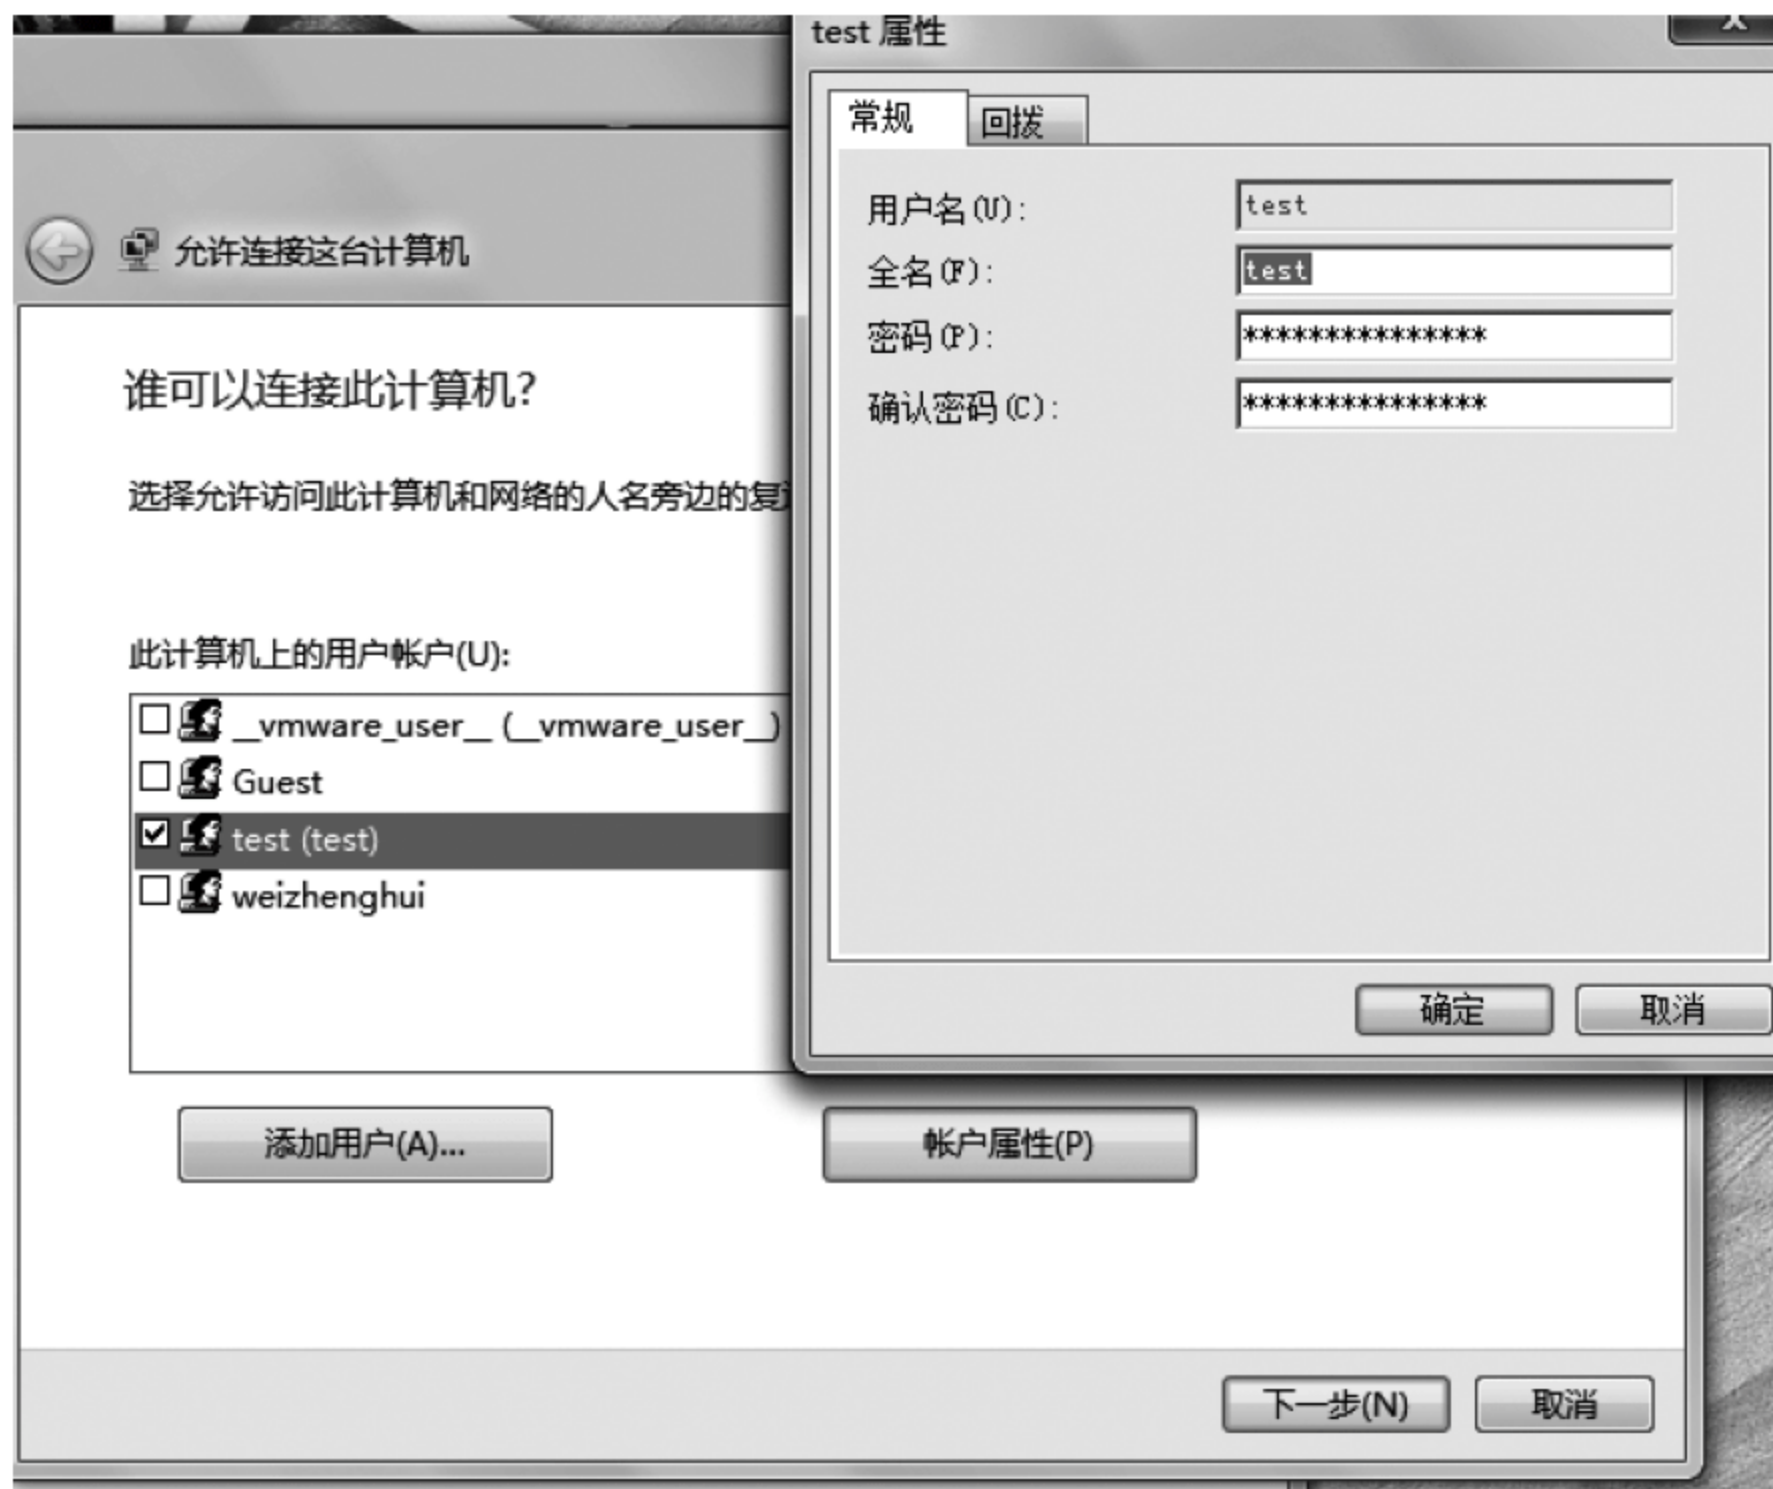 test 属性
常规
回拨
用户名(U):
test
全名(F):
test
密码(P):
***************
确认密码(C):
***************
确定
取消
允许连接这台计算机
谁可以连接此计算机?
选择允许访问此计算机和网络的人名旁边的复
此计算机上的用户帐户(U):
__vmware_user__ (__vmware_user__)
Guest
test (test)
weizhenghui
添加用户(A)...
帐户属性(P)
下一步(N)
取消